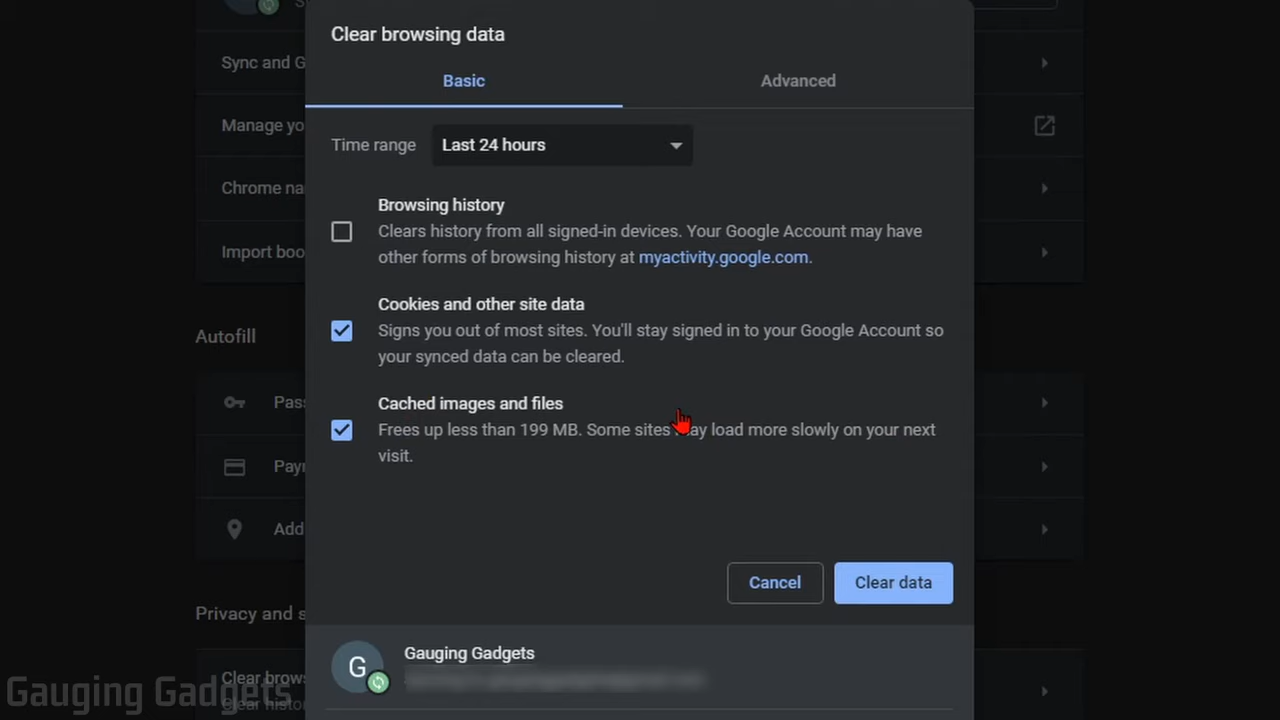 Clear browsing data
Basic
Advanced
Time range
Last 24 hours
Browsing history
Clears history from all signed-in devices. Your Google Account may have
other forms of browsing history at myactivity.google.com.
Cookies and other site data
Signs you out of most sites. You'll stay signed in to your Google Account so
your synced data can be cleared.
Cached images and files
Frees up less than 199 MB. Some sites may load more slowly on your next
visit.
Cancel
Clear data
G
Gauging Gadgets
Sync and G
Manage yo
Chrome na
Import boo
Autofill
Pass
Payr
Add
Privacy and s
Clear brows
Clear histo
Gauging Gadgets